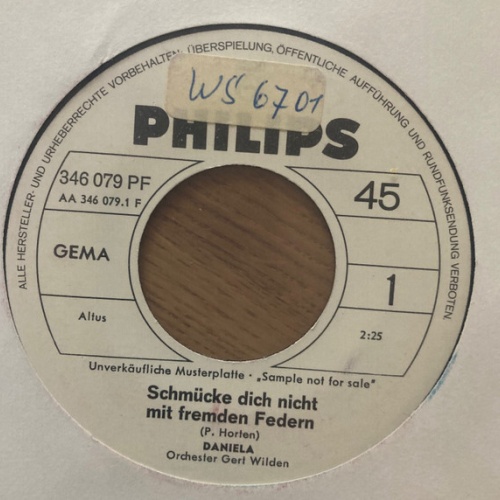 ALLE HERSTELLER- UND URHEBERRECHTE VORBEHALTEN. ÜBERSPIELUNG, ÖFFENTLICHE AUFFÜHRUNG UND RUNDFUNKSENDUNG VERBOTEN.
WS 6701
PHILIPS
346 079 PF
AA 346 079.1 F
45
GEMA
1
Altus
2:25
Unverkäufliche Musterplatte - „Sample not for sale"
Schmücke dich nicht
mit fremden Federn
(P. Horten)
DANIELA
Orchester Gert Wilden